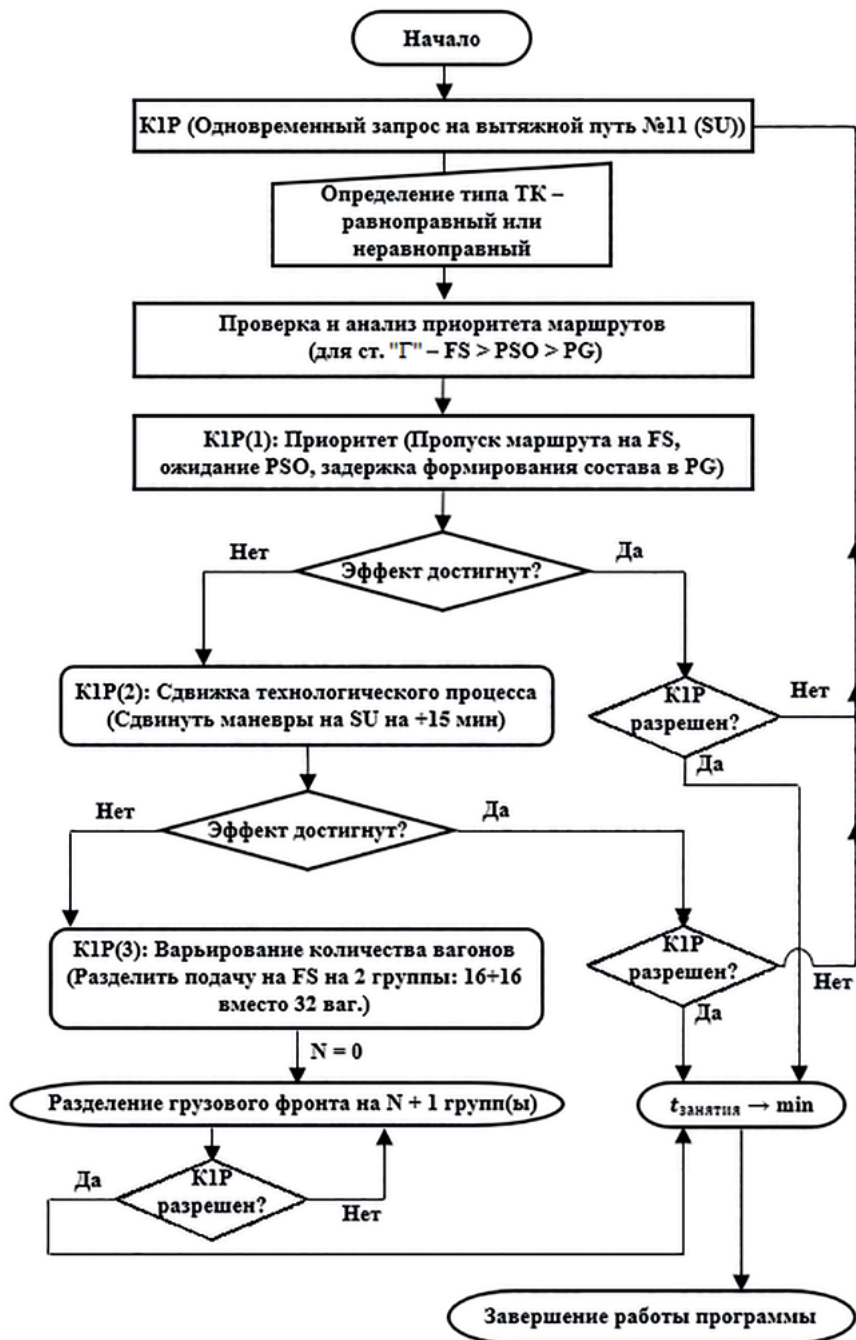 Начало
К1Р (Одновременный запрос на вытяжной путь №11 (SU))
Определение типа ТК –
равноправный или
неравноправный
Проверка и анализ приоритета маршрутов
(для ст. "Г" – FS > PSO > PG)
К1Р(1): Приоритет (Пропуск маршрута на FS,
ожидание PSO, задержка формирования состава в PG)
Нет
Да
Эффект достигнут?
К1Р(2): Сдвижка технологического процесса
(Сдвинуть маневры на SU на +15 мин)
К1Р
разрешен?
Нет
Да
Нет
Да
Эффект достигнут?
К1Р(3): Варьирование количества вагонов
(Разделить подачу на FS на 2 группы: 16+16
вместо 32 ваг.)
К1Р
разрешен?
Нет
Да
N = 0
Разделение грузового фронта на N + 1 групп(ы)
tзанятия → min
Да
К1Р
разрешен?
Нет
Завершение работы программы